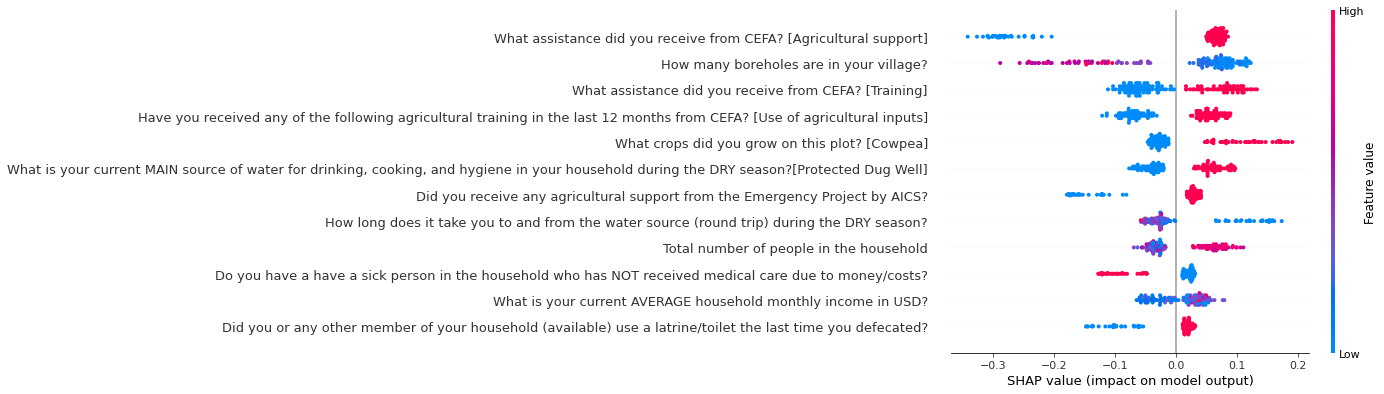 High
What assistance did you receive from CEFA? [Agricultural support]
How many boreholes are in your village?
What assistance did you receive from CEFA? [Training]
Have you received any of the following agricultural training in the last 12 months from CEFA? [Use of agricultural inputs]
What crops did you grow on this plot? [Cowpea]
What is your current MAIN source of water for drinking, cooking, and hygiene in your household during the DRY season?[Protected Dug Well]
Did you receive any agricultural support from the Emergency Project by AICS?
How long does it take you to and from the water source (round trip) during the DRY season?
Total number of people in the household
Do you have a have a sick person in the household who has NOT received medical care due to money/costs?
What is your current AVERAGE household monthly income in USD?
Did you or any other member of your household (available) use a latrine/toilet the last time you defecated?
Feature value
Low
−0.3 −0.2 −0.1 0.0 0.1 0.2
SHAP value (impact on model output)